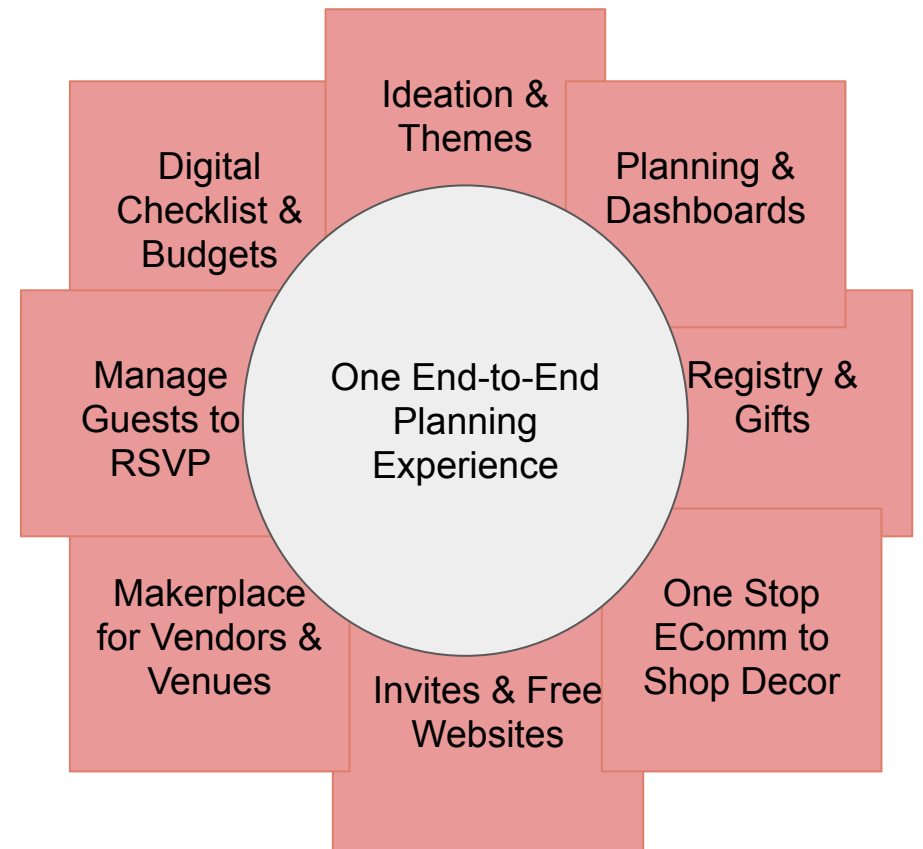 Ideation &
Themes
Planning &
Dashboards
Registry &
Gifts
One Stop
EComm to
Shop Decor
Invites & Free
Websites
Makerplace
for Vendors &
Venues
Manage
Guests to
RSVP
Digital
Checklist &
Budgets
One End-to-End
Planning
Experience